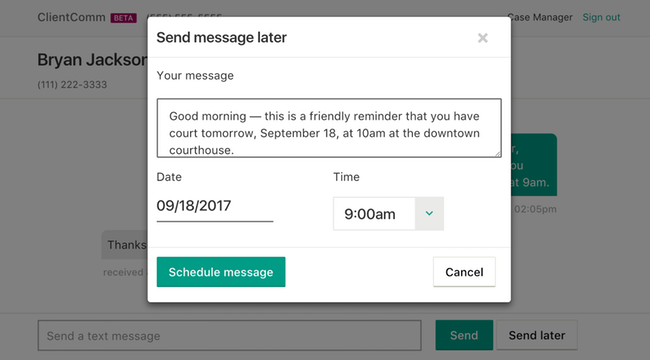 ClientComm BETA (555) 555-5555 Case Manager Sign out
Bryan Jackson
(111) 222-3333
Send message later ×
Your message
Good morning — this is a friendly reminder that you have
court tomorrow, September 18, at 10am at the downtown
courthouse.
Date Time
09/18/2017 9:00am
Schedule message Cancel
at 9am.
02:05pm
Thanks
received
Send a text message Send Send later